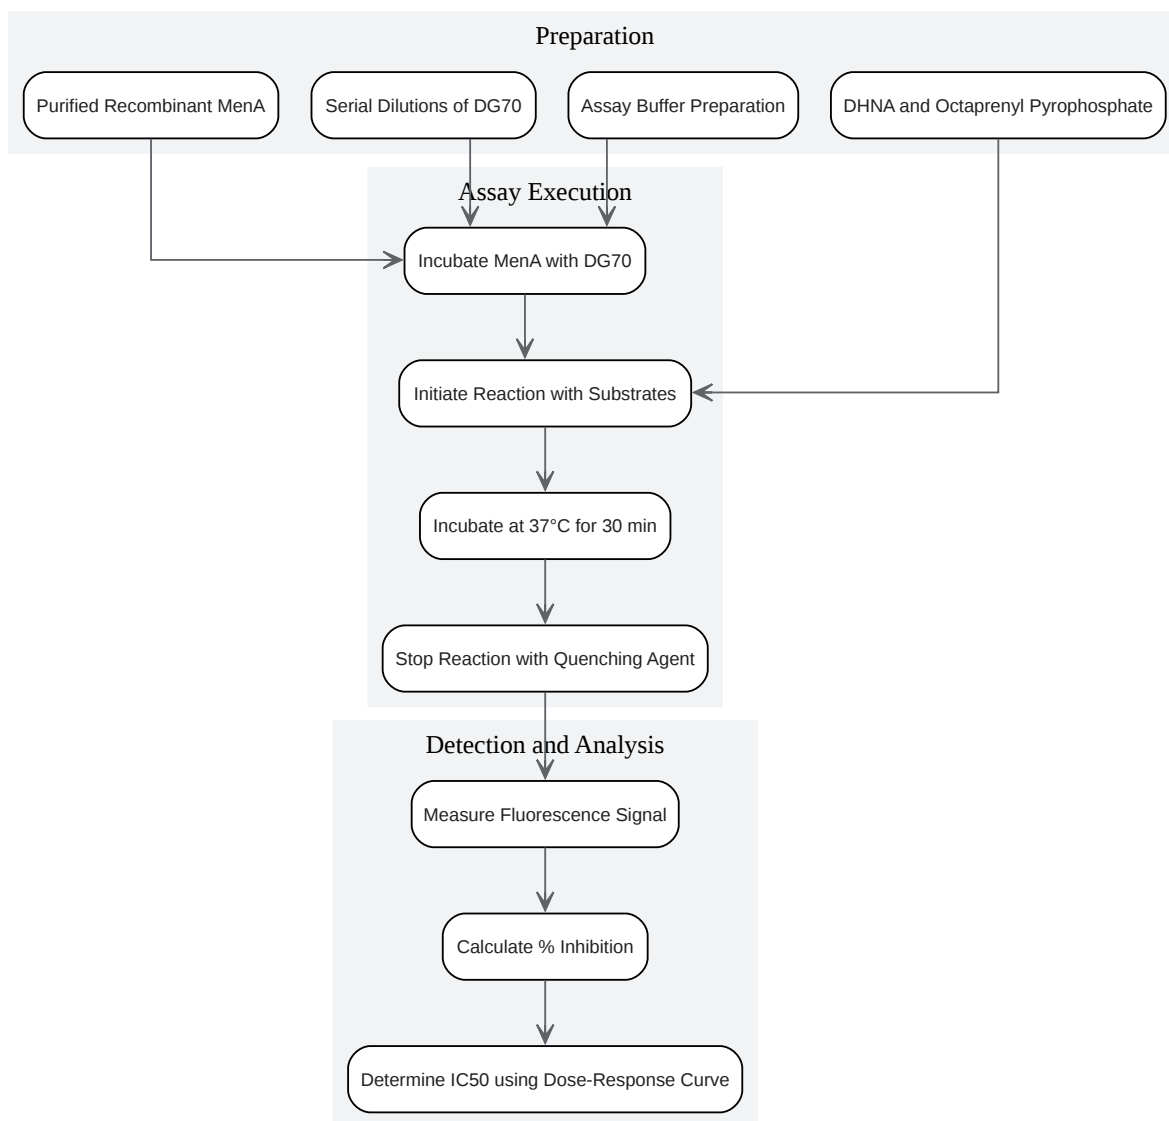 Preparation
Purified Recombinant MenA
Serial Dilutions of DG70
Assay Buffer Preparation
DHNA and Octaprenyl Pyrophosphate
Assay Execution
Incubate MenA with DG70
Initiate Reaction with Substrates
Incubate at 37°C for 30 min
Stop Reaction with Quenching Agent
Detection and Analysis
Measure Fluorescence Signal
Calculate % Inhibition
Determine IC50 using Dose-Response Curve